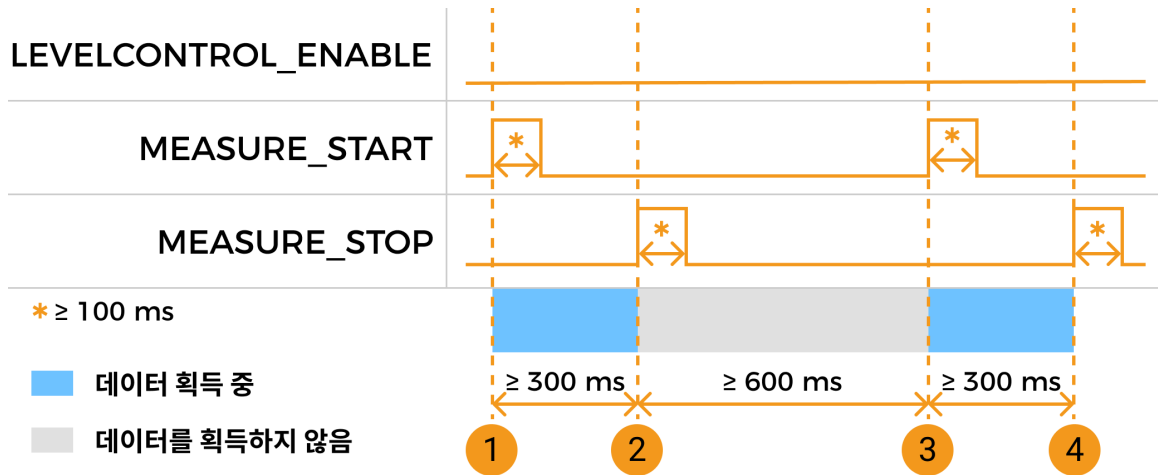 LEVELCONTROL_ENABLE
MEASURE_START
*
*
MEASURE_STOP
*
*
* ≥ 100 ms
데이터 획득 중
≥ 300 ms
≥ 600 ms
≥ 300 ms
데이터를 획득하지 않음
1
2
3
4